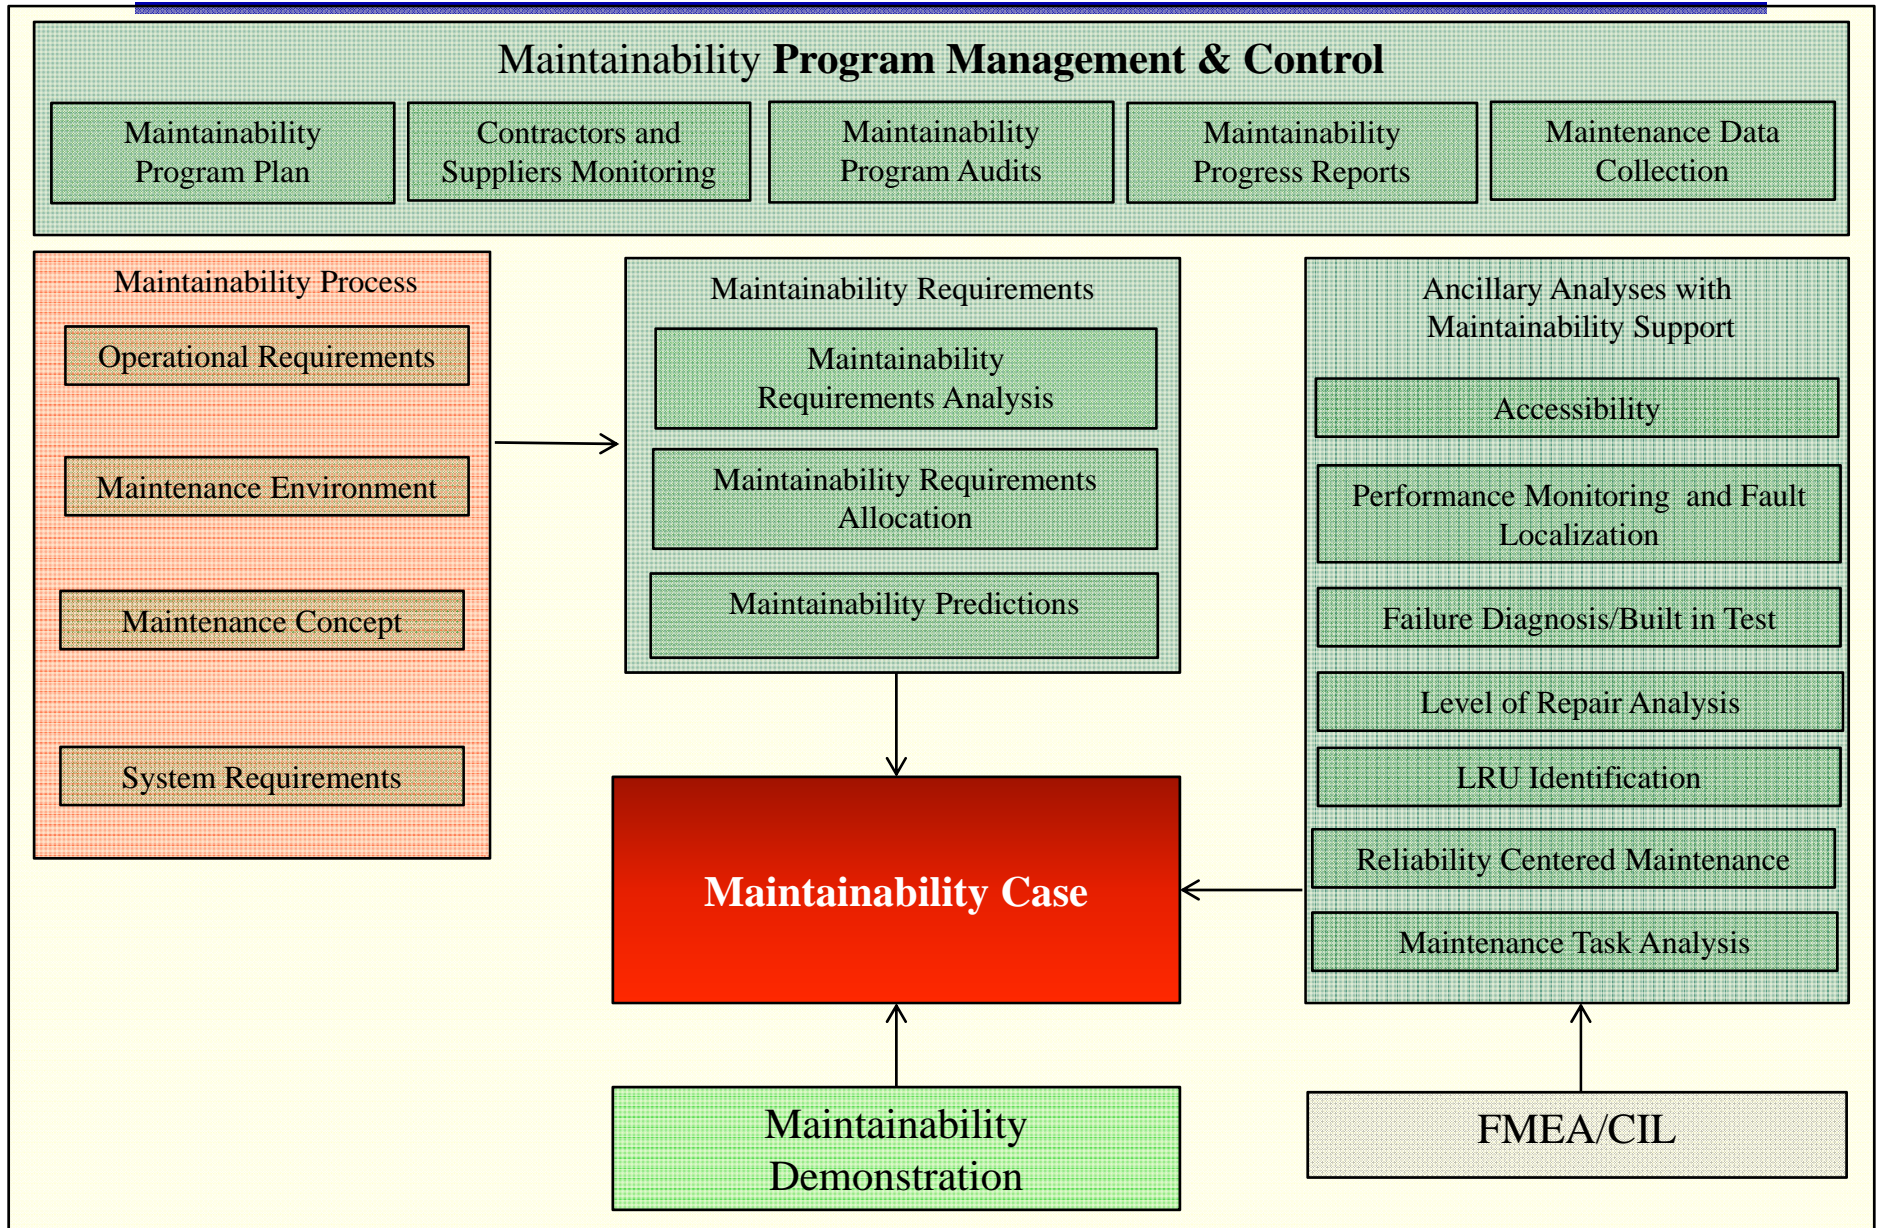 Maintainability Program Management & Control
Maintainability
Program Plan
Contractors and
Suppliers Monitoring
Maintainability
Program Audits
Maintainability
Progress Reports
Maintenance Data
Collection
Maintainability Process
Operational Requirements
Maintenance Environment
Maintenance Concept
System Requirements
Maintainability Requirements
Maintainability
Requirements Analysis
Maintainability Requirements
Allocation
Maintainability Predictions
Ancillary Analyses with
Maintainability Support
Accessibility
Performance Monitoring and Fault
Localization
Failure Diagnosis/Built in Test
Level of Repair Analysis
LRU Identification
Reliability Centered Maintenance
Maintenance Task Analysis
Maintainability Case
Maintainability
Demonstration
FMEA/CIL